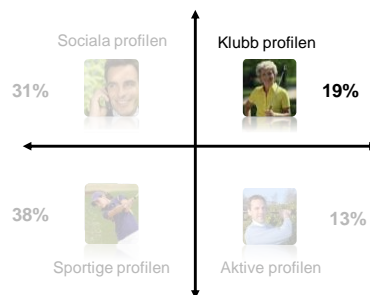 Sociala profilen
Klubb profilen
31%
19%
38%
13%
Sportige profilen
Aktive profilen